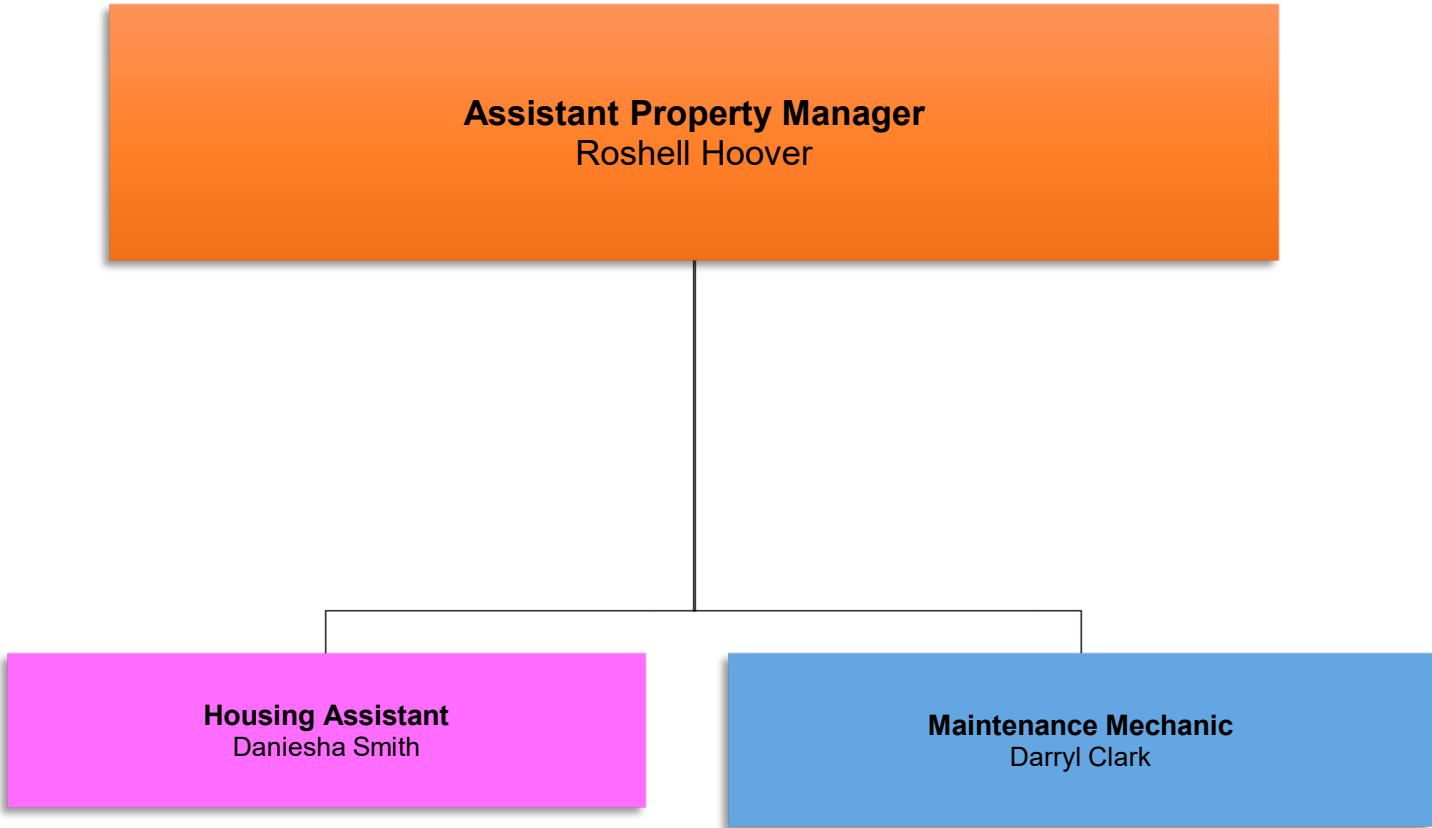 Assistant Property Manager
Roshell Hoover
Housing Assistant
Daniesha Smith
Maintenance Mechanic
Darryl Clark